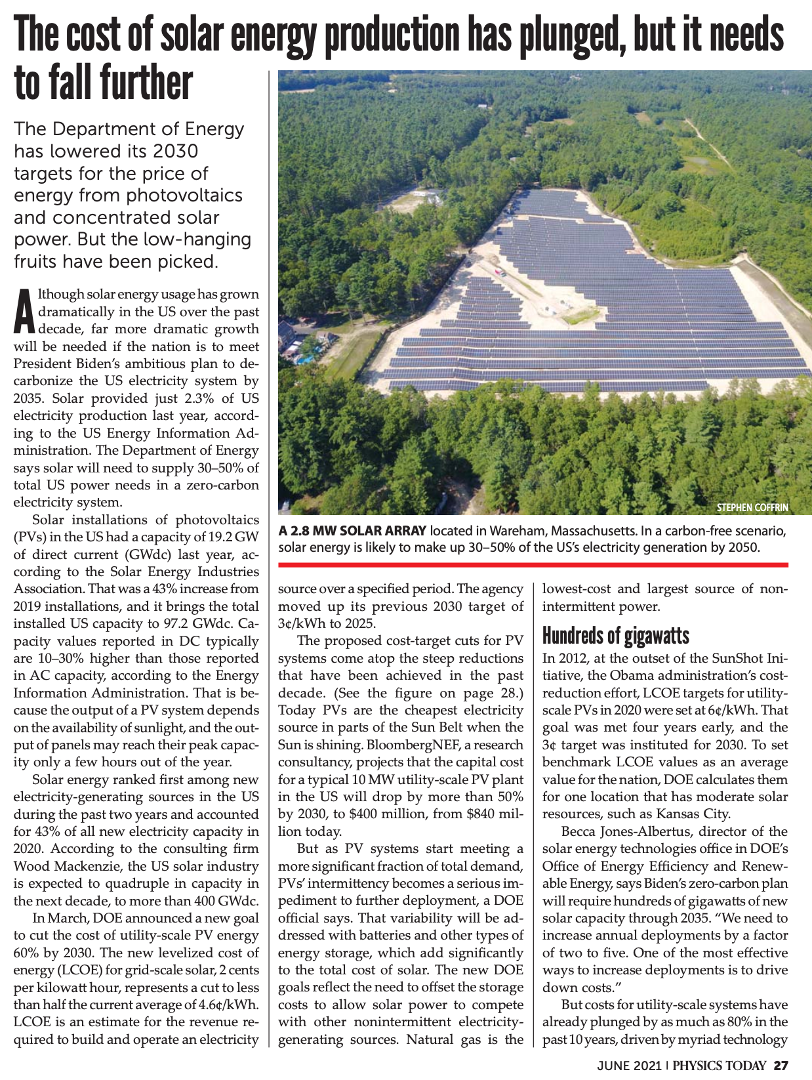 The cost of solar energy production has plunged, but it needs
to fall further
The Department of Energy
has lowered its 2030
targets for the price of
energy from photovoltaics
and concentrated solar
power. But the low-hanging
fruits have been picked.
Although solar energy usage has grown
dramatically in the US over the past
decade, far more dramatic growth
will be needed if the nation is to meet
President Biden's ambitious plan to de-
carbonize the US electricity system by
2035. Solar provided just 2.3% of US
electricity production last year, accord-
ing to the US Energy Information Ad-
ministration. The Department of Energy
says solar will need to supply 30–50% of
total US power needs in a zero-carbon
electricity system.
Solar installations of photovoltaics
(PVs) in the US had a capacity of 19.2 GW
of direct current (GWdc) last year, ac-
cording to the Solar Energy Industries
Association. That was a 43% increase from
2019 installations, and it brings the total
installed US capacity to 97.2 GWdc. Ca-
pacity values reported in DC typically
are 10–30% higher than those reported
in AC capacity, according to the Energy
Information Administration. That is be-
cause the output of a PV system depends
on the availability of sunlight, and the out-
put of panels may reach their peak capac-
ity only a few hours out of the year.
Solar energy ranked first among new
electricity-generating sources in the US
during the past two years and accounted
for 43% of all new electricity capacity in
2020. According to the consulting firm
Wood Mackenzie, the US solar industry
is expected to quadruple in capacity in
the next decade, to more than 400 GWdc.
In March, DOE announced a new goal
to cut the cost of utility-scale PV energy
60% by 2030. The new levelized cost of
energy (LCOE) for grid-scale solar, 2 cents
per kilowatt hour, represents a cut to less
than half the current average of 4.6¢/kWh.
LCOE is an estimate for the revenue re-
quired to build and operate an electricity
STEPHEN COFFRIN
A 2.8 MW SOLAR ARRAY located in Wareham, Massachusetts. In a carbon-free scenario,
solar energy is likely to make up 30–50% of the US's electricity generation by 2050.
source over a specified period. The agency
moved up its previous 2030 target of
3¢/kWh to 2025.
The proposed cost-target cuts for PV
systems come atop the steep reductions
that have been achieved in the past
decade. (See the figure on page 28.)
Today PVs are the cheapest electricity
source in parts of the Sun Belt when the
Sun is shining. BloombergNEF, a research
consultancy, projects that the capital cost
for a typical 10 MW utility-scale PV plant
in the US will drop by more than 50%
by 2030, to $400 million, from $840 mil-
lion today.
But as PV systems start meeting a
more significant fraction of total demand,
PVs' intermittency becomes a serious im-
pediment to further deployment, a DOE
official says. That variability will be ad-
dressed with batteries and other types of
energy storage, which add significantly
to the total cost of solar. The new DOE
goals reflect the need to offset the storage
costs to allow solar power to compete
with other nonintermittent electricity-
generating sources. Natural gas is the
lowest-cost and largest source of non-
intermittent power.
Hundreds of gigawatts
In 2012, at the outset of the SunShot Ini-
tiative, the Obama administration's cost-
reduction effort, LCOE targets for utility-
scale PVs in 2020 were set at 6¢/kWh. That
goal was met four years early, and the
3¢ target was instituted for 2030. To set
benchmark LCOE values as an average
value for the nation, DOE calculates them
for one location that has moderate solar
resources, such as Kansas City.
Becca Jones-Albertus, director of the
solar energy technologies office in DOE's
Office of Energy Efficiency and Renew-
able Energy, says Biden's zero-carbon plan
will require hundreds of gigawatts of new
solar capacity through 2035. "We need to
increase annual deployments by a factor
of two to five. One of the most effective
ways to increase deployments is to drive
down costs."
But costs for utility-scale systems have
already plunged by as much as 80% in the
past 10 years, driven by myriad technology
JUNE 2021 | PHYSICS TODAY 27